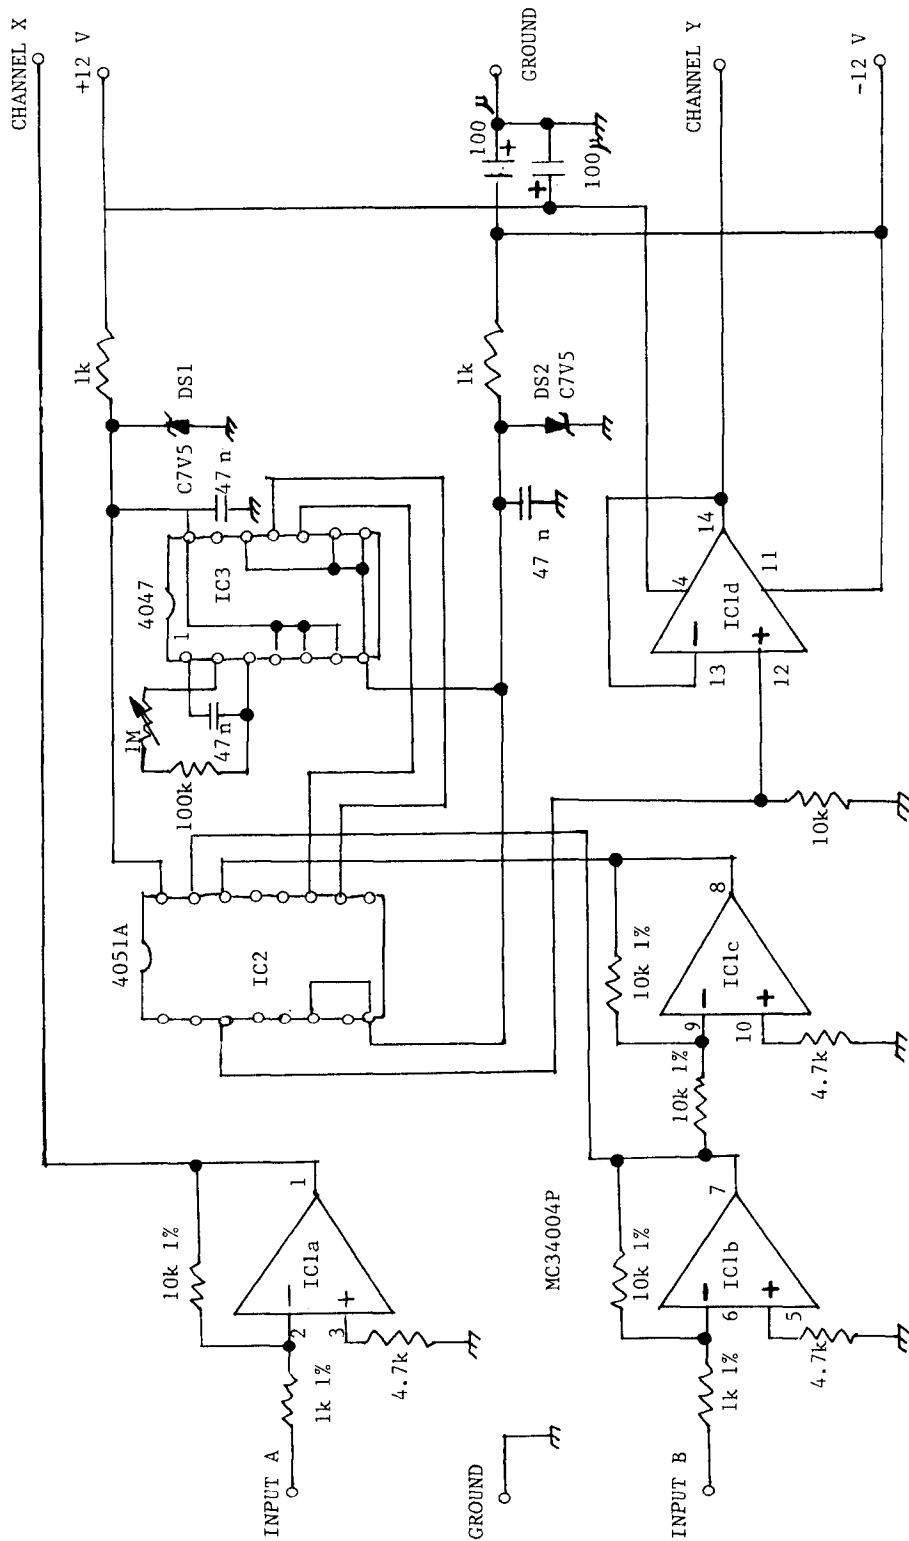 CHANNEL X
+12 V
GROUND
CHANNEL Y
-12 V
100 μ
+
+
100μ
1k
1k
DS1
C7V5
DS2
C7V5
47 n
47 n
4047
1
IC3
1M
47n
100k
4051A
IC2
14
4
IC1d
11
13
12
10k
8
10k 1%
IC1c
9
10
10k 1%
4.7k
1
10k 1%
IC1a
2
3
1k 1%
4.7k
MC34004P
7
10k 1%
IC1b
6
5
1k 1%
4.7k
INPUT A
GROUND
INPUT B